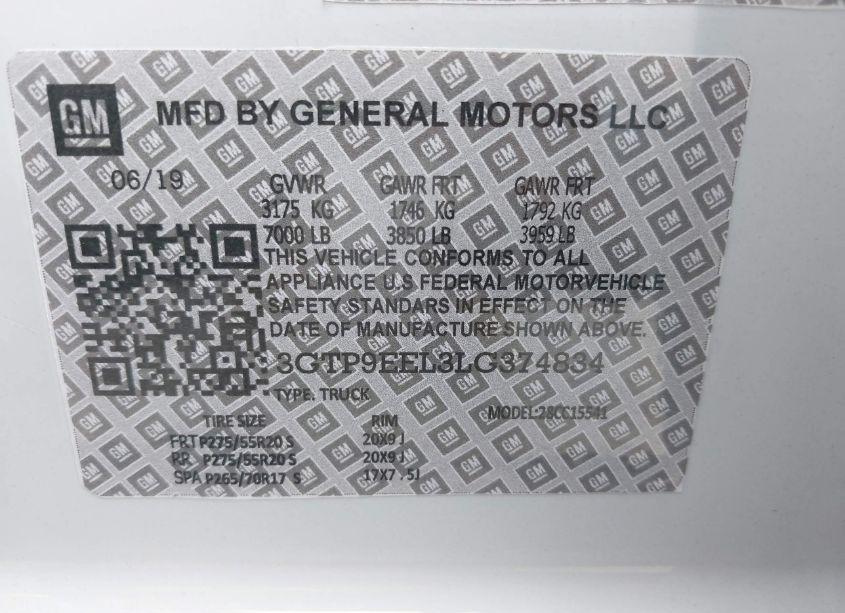 GM MFD BY GENERAL MOTORS LLC
06/19 GVWR GAWR FRT GAWR FRT
3175 KG 1746 KG 1792 KG
7000 LB 3850 LB 3959 LB
THIS VEHICLE CONFORMS TO ALL
APPLIANCE U.S FEDERAL MOTORVEHICLE
SAFETY STANDARS IN EFFECT ON THE
DATE OF MANUFACTURE SHOWN ABOVE.
3GTP9EEL3LG374834
TYPE: TRUCK MODEL:28CC15541
TIRE SIZE RIM
FRT P275/55R20 S 20X9 J
RR P275/55R20 S 20X9 J
SPA P265/70R17 S 17X7 .5J